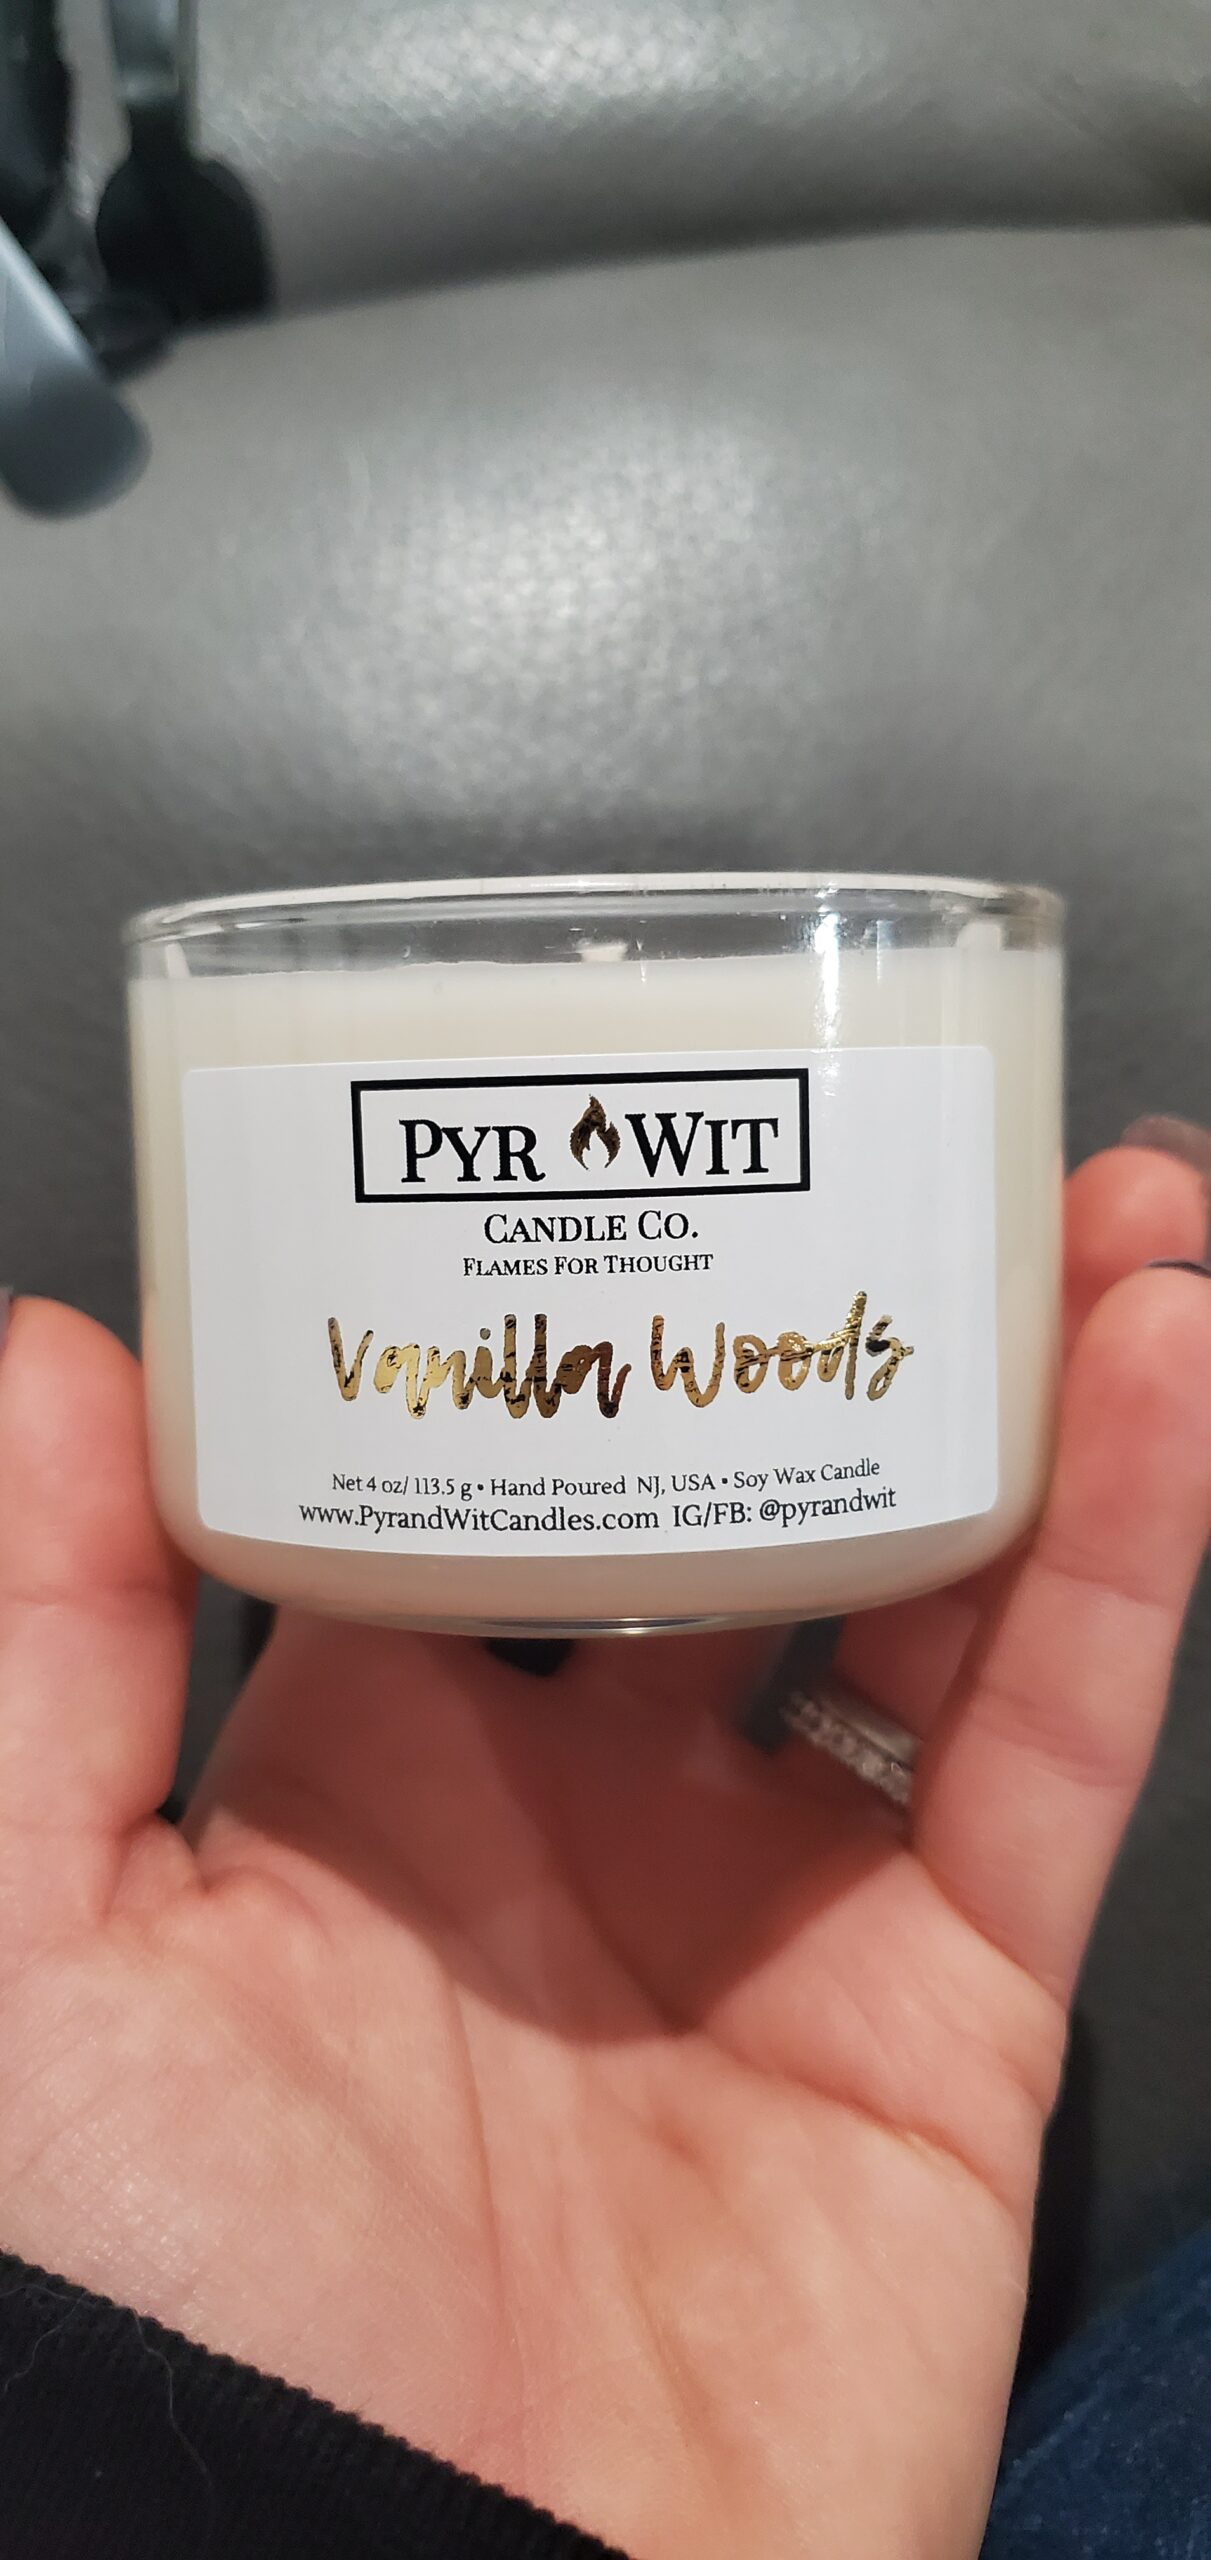 PYR WIT
CANDLE CO.
FLAMES FOR THOUGHT
Vanilla Woods
Net 4 oz/ 113.5 g • Hand Poured NJ, USA • Soy Wax Candle
www.PyrandWitCandles.com IG/FB: @pyrandwit